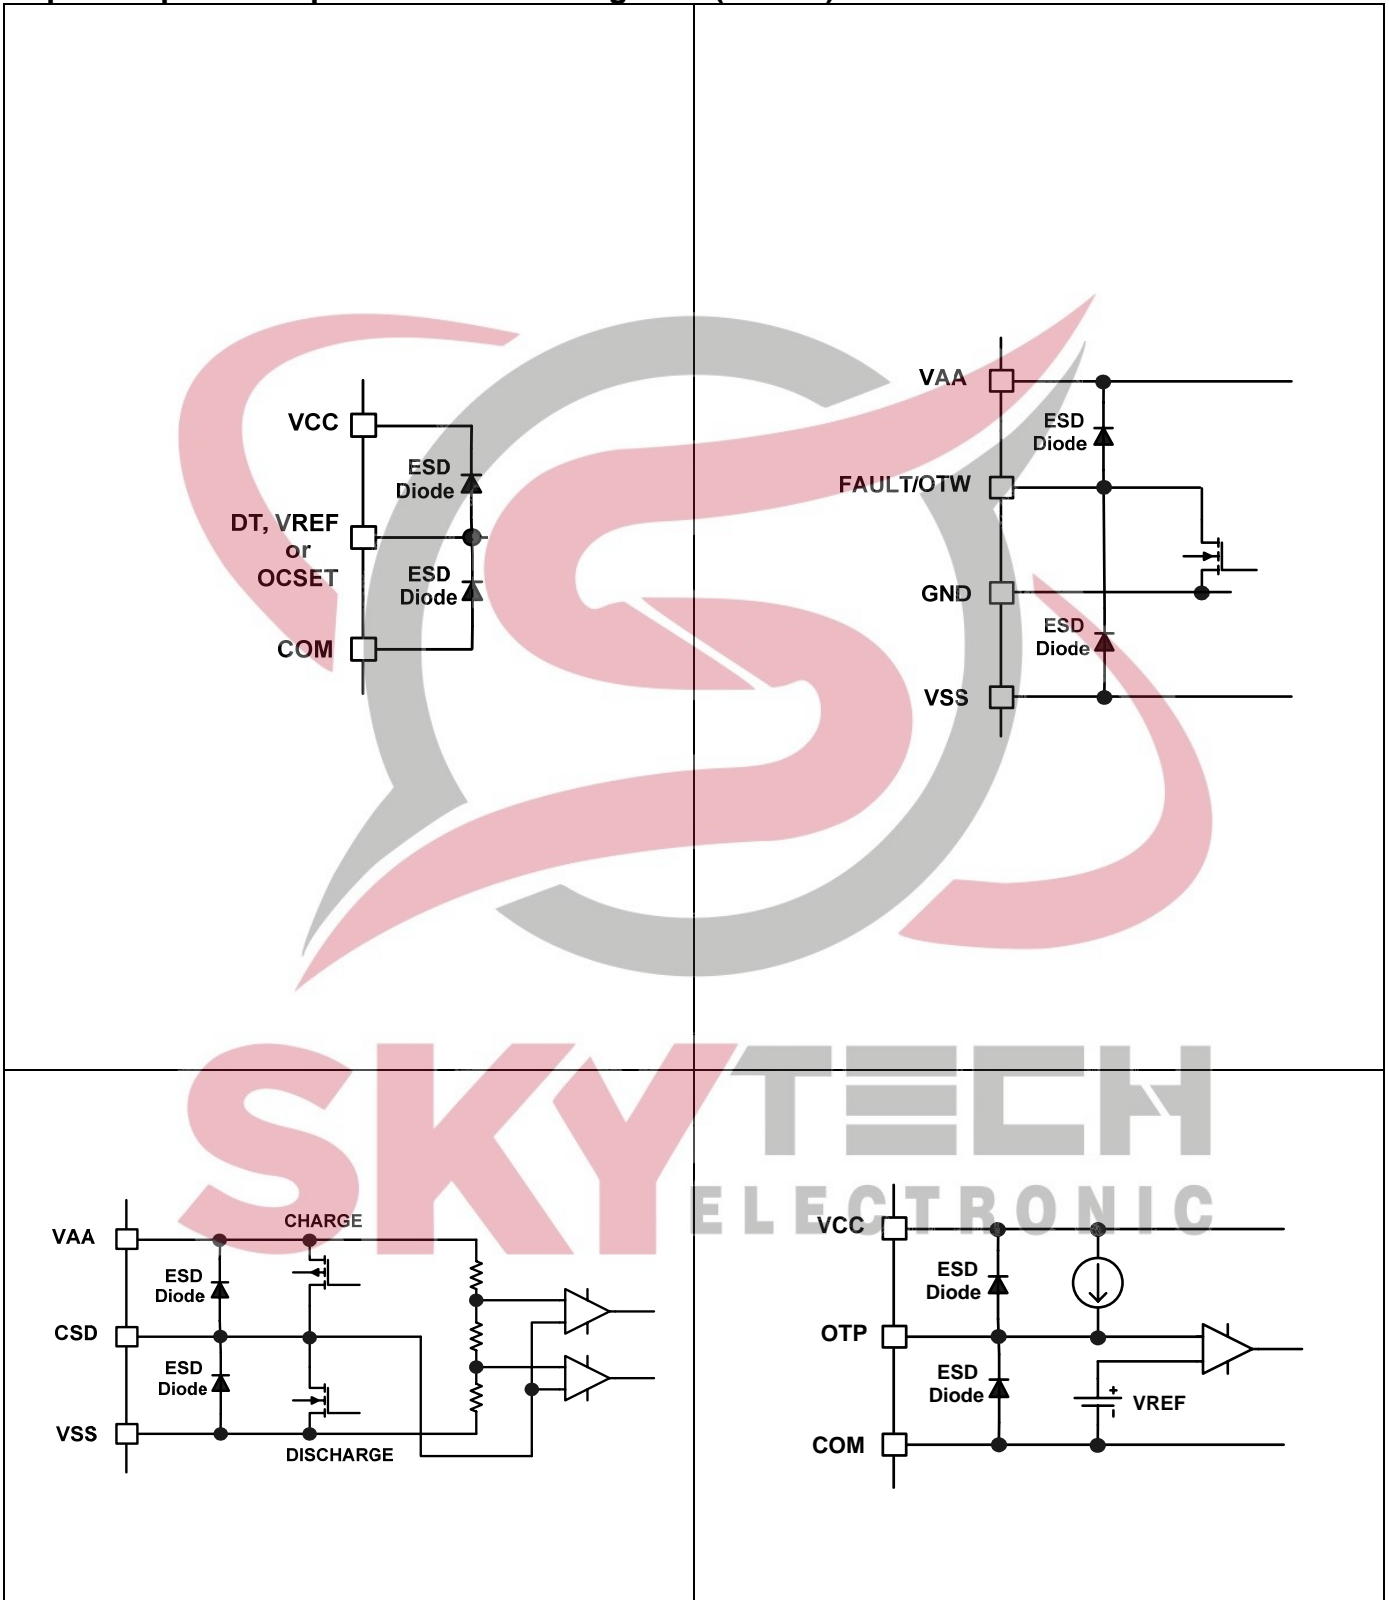 VCC
ESD
Diode
DT, VREF
or
OCSET
ESD
Diode
COM
VAA
ESD
Diode
FAULT/OTW
GND
ESD
Diode
VSS
SKYTECH
ELECTRONIC
CHARGE
VAA
ESD
Diode
CSD
ESD
Diode
VSS
DISCHARGE
VCC
ESD
Diode
OTP
ESD
Diode
VREF
COM